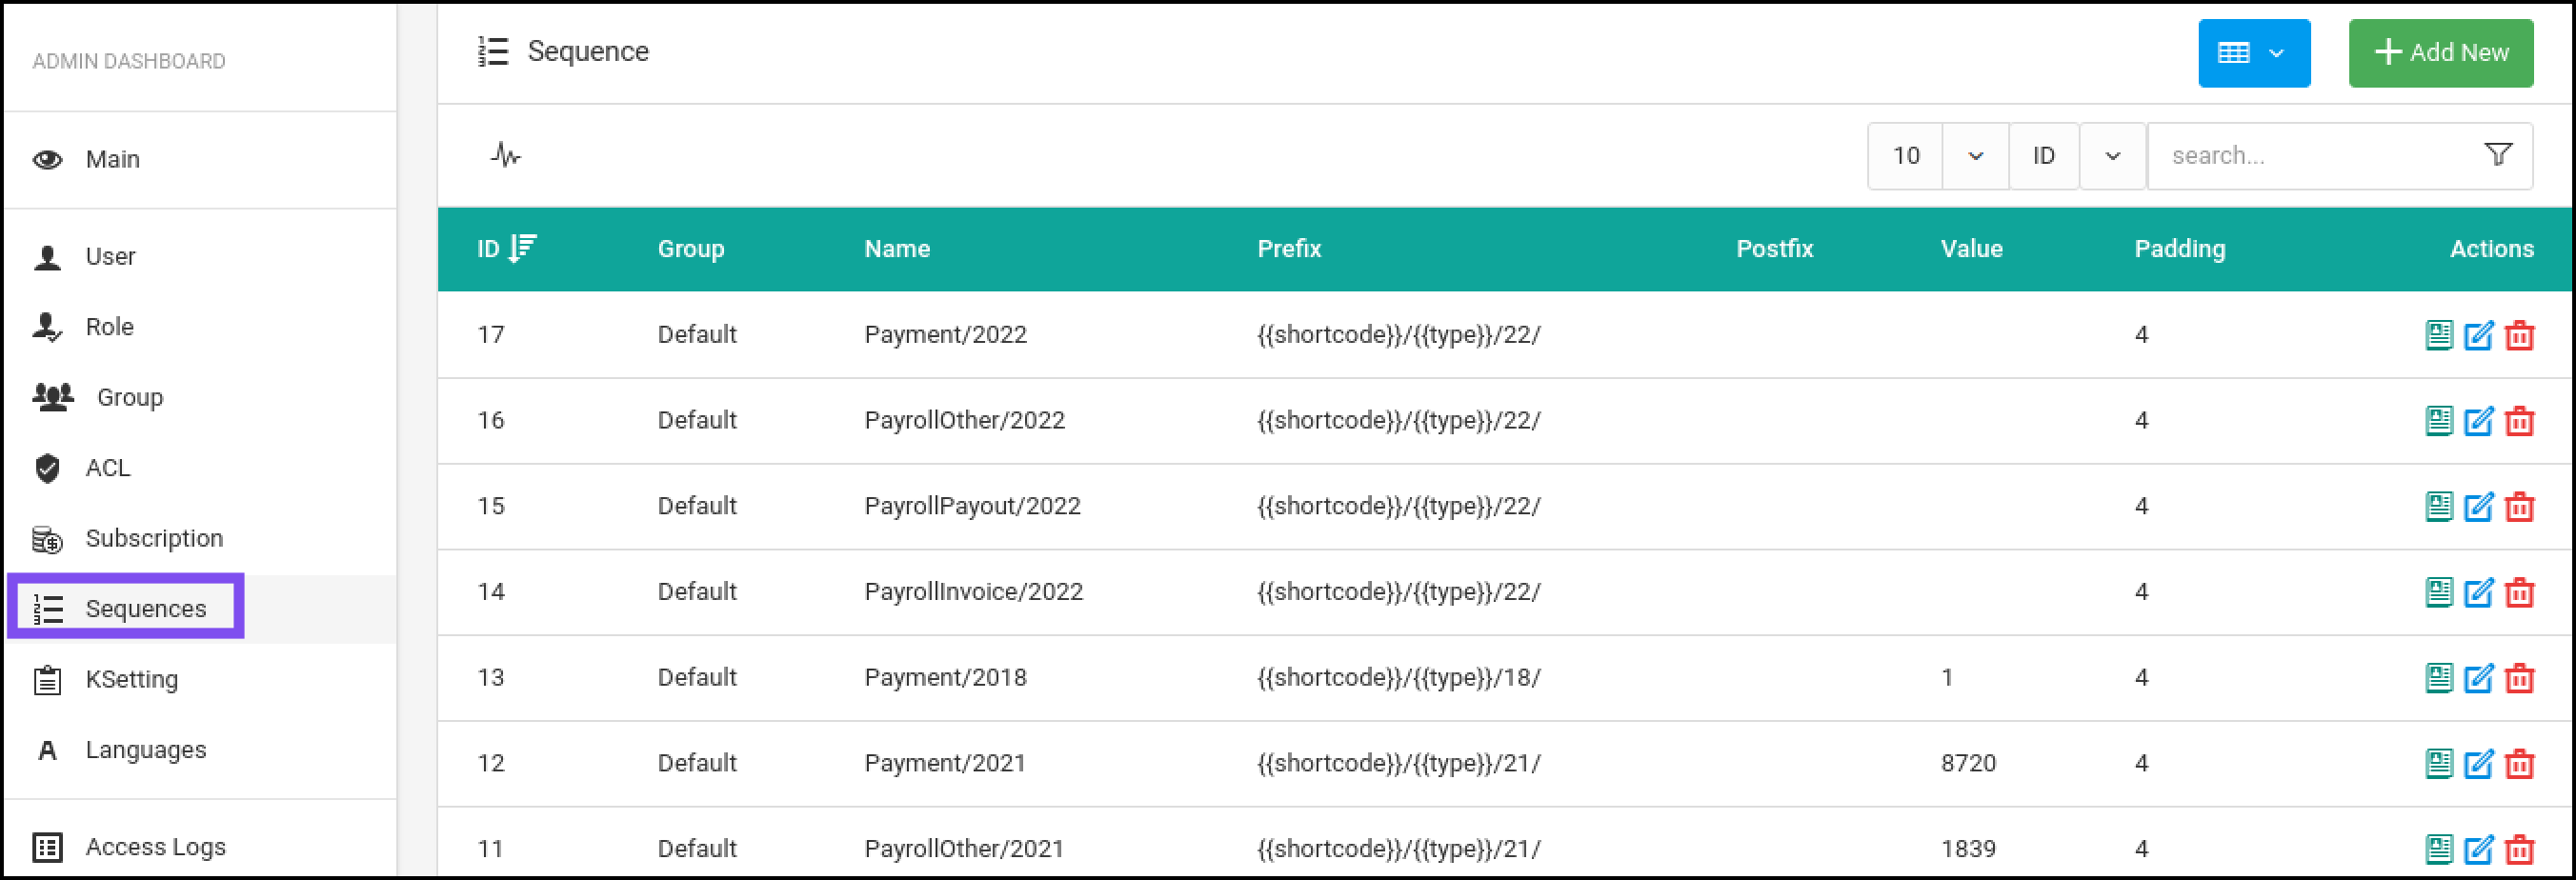 ADMIN DASHBOARD
Main
User
Role
Group
ACL
Subscription
Sequences
KSetting
Languages
Access Logs
Sequence
Add New
10 ID search...
ID Group Name Prefix Postfix Value Padding Actions
17 Default Payment/2022 {{shortcode}}/{{type}}/22/ 4
16 Default PayrollOther/2022 {{shortcode}}/{{type}}/22/ 4
15 Default PayrollPayout/2022 {{shortcode}}/{{type}}/22/ 4
14 Default PayrollInvoice/2022 {{shortcode}}/{{type}}/22/ 4
13 Default Payment/2018 {{shortcode}}/{{type}}/18/ 1 4
12 Default Payment/2021 {{shortcode}}/{{type}}/21/ 8720 4
11 Default PayrollOther/2021 {{shortcode}}/{{type}}/21/ 1839 4